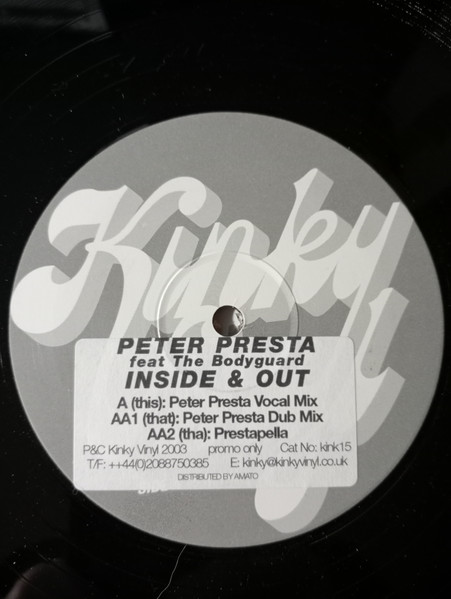 Kinky
PETER PRESTA
feat The Bodyguard
INSIDE & OUT
A (this): Peter Presta Vocal Mix
AA1 (that): Peter Presta Dub Mix
AA2 (tha): Prestapella
P&C Kinky Vinyl 2003 promo only Cat No: kink15
T/F: ++44(0)2088750385 E: kinky@kinkyvinyl.co.uk
DISTRIBUTED BY AMATO